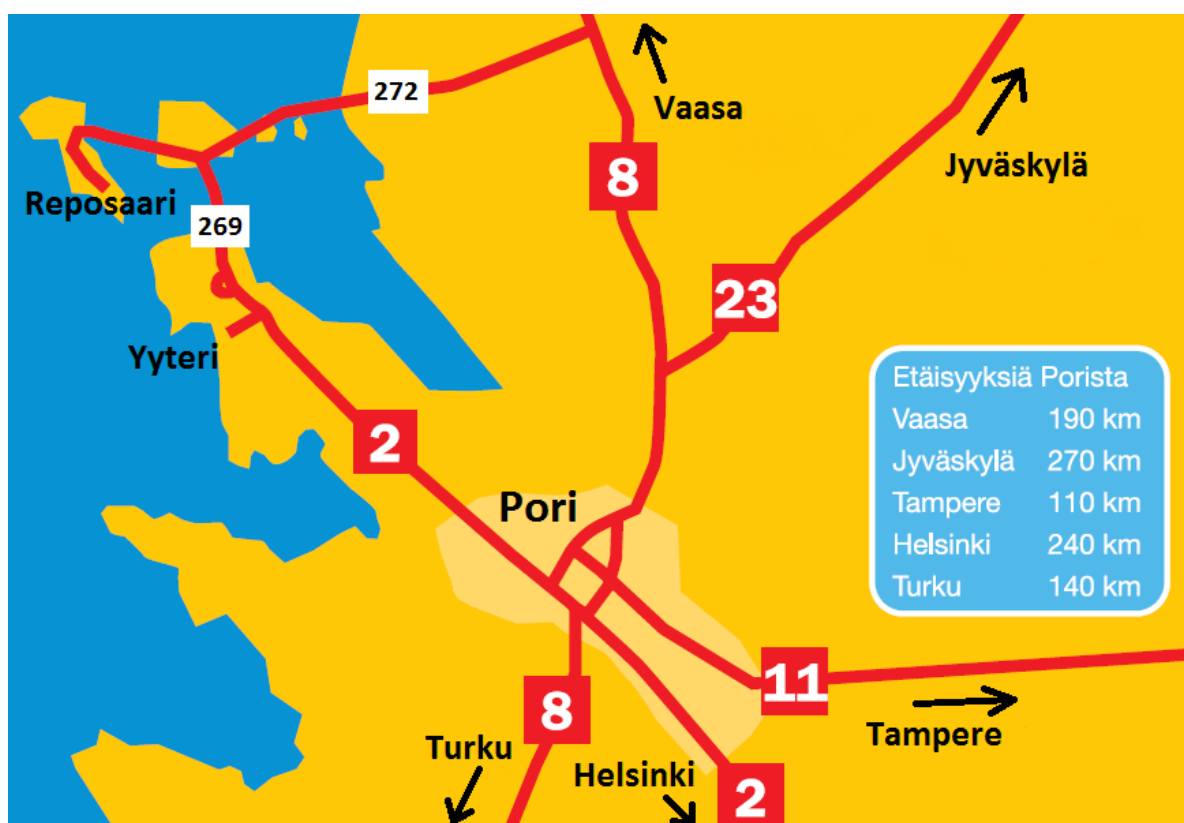 272
Vaasa
Jyväskylä
8
Reposaari
269
23
Yyteri
Etäisyyksiä Porista
Vaasa 190 km
Jyväskylä 270 km
Tampere 110 km
Helsinki 240 km
Turku 140 km
2
Pori
11
8
Tampere
Turku
Helsinki
2